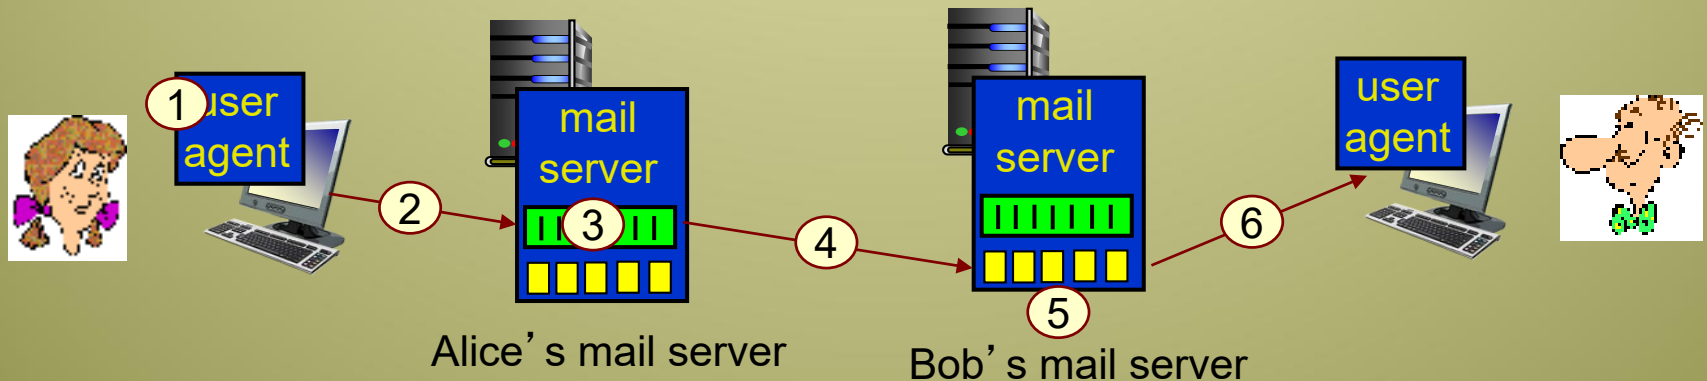 1
user
agent
2
mail
server
3
Alice’s mail server
4
mail
server
5
Bob’s mail server
6
user
agent